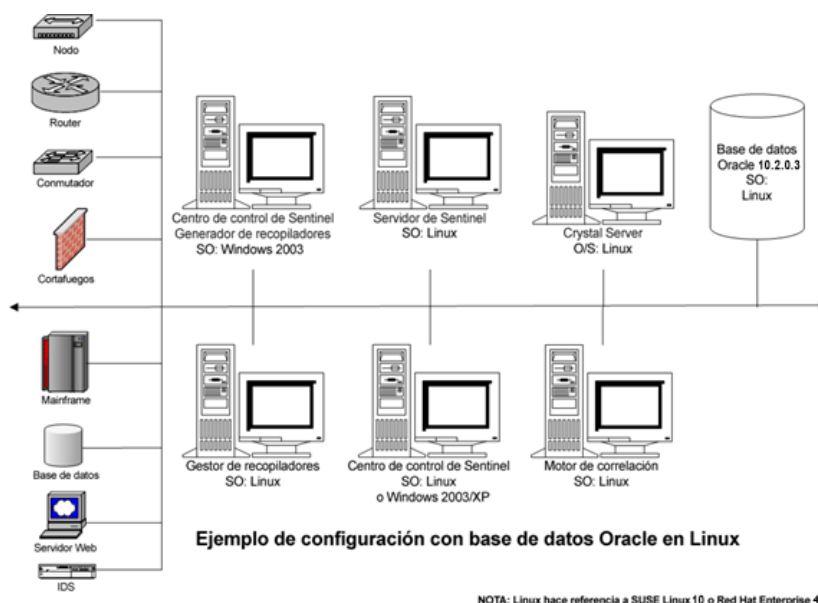 Nodo
Router
Conmutador
Cortafuegos
Centro de control de Sentinel
Generador de recopiladores
SO: Windows 2003
Servidor de Sentinel
SO: Linux
Crystal Server
O/S: Linux
Base de datos
Oracle 10.2.0.3
SO:
Linux
Mainframe
Base de datos
Servidor Web
IDS
Gestor de recopiladores
SO: Linux
Centro de control de Sentinel
SO: Linux
o Windows 2003/XP
Motor de correlación
SO: Linux
Ejemplo de configuración con base de datos Oracle en Linux
NOTA: Linux hace referencia a SUSE Linux 10 o Red Hat Enterprise 4